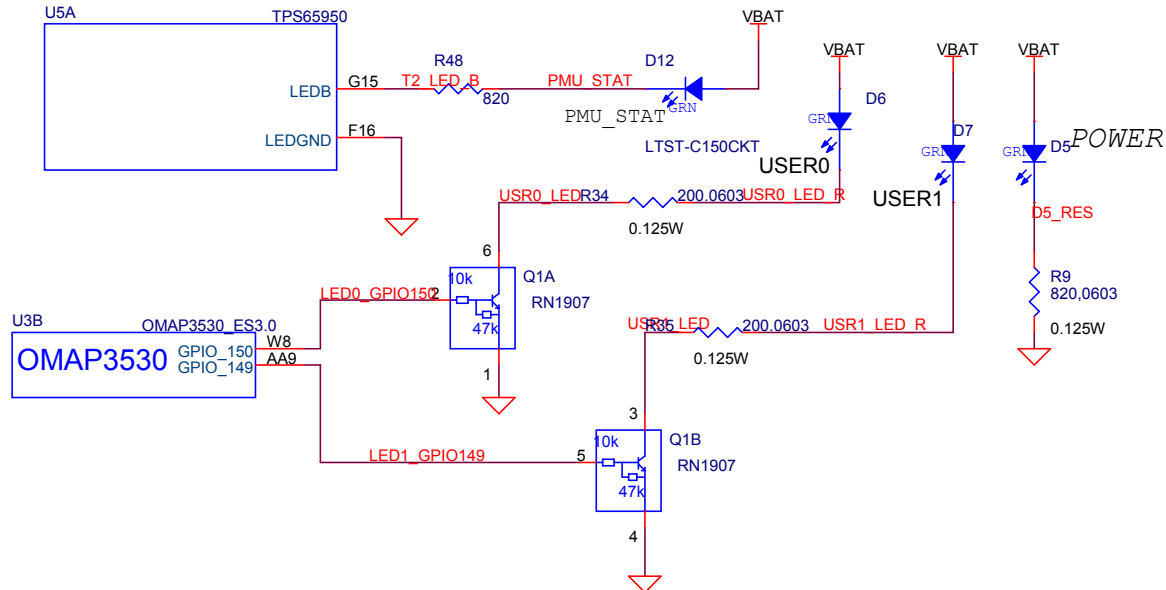 U5A
TPS65950
LEDB
G15
T2_LED_B
R48
820
PMU_STAT
D12
GRN
PMU_STAT
LTST-C150CKT
VBAT
LEDGND
F16
VBAT
D6
GRN
USER0
VBAT
D7
GRN
USER1
VBAT
D5
GRN
POWER
D5_RES
R9
820,0603
0.125W
USR0_LED
R34
200.0603
USR0_LED_R
0.125W
6
Q1A
RN1907
10k
47k
2
1
LED0_GPIO150
U3B
OMAP3530_ES3.0
OMAP3530
GPIO_150
W8
GPIO_149
AA9
USR1_LED
R35
200.0603
USR1_LED_R
0.125W
3
Q1B
RN1907
10k
47k
LED1_GPIO149
5
4